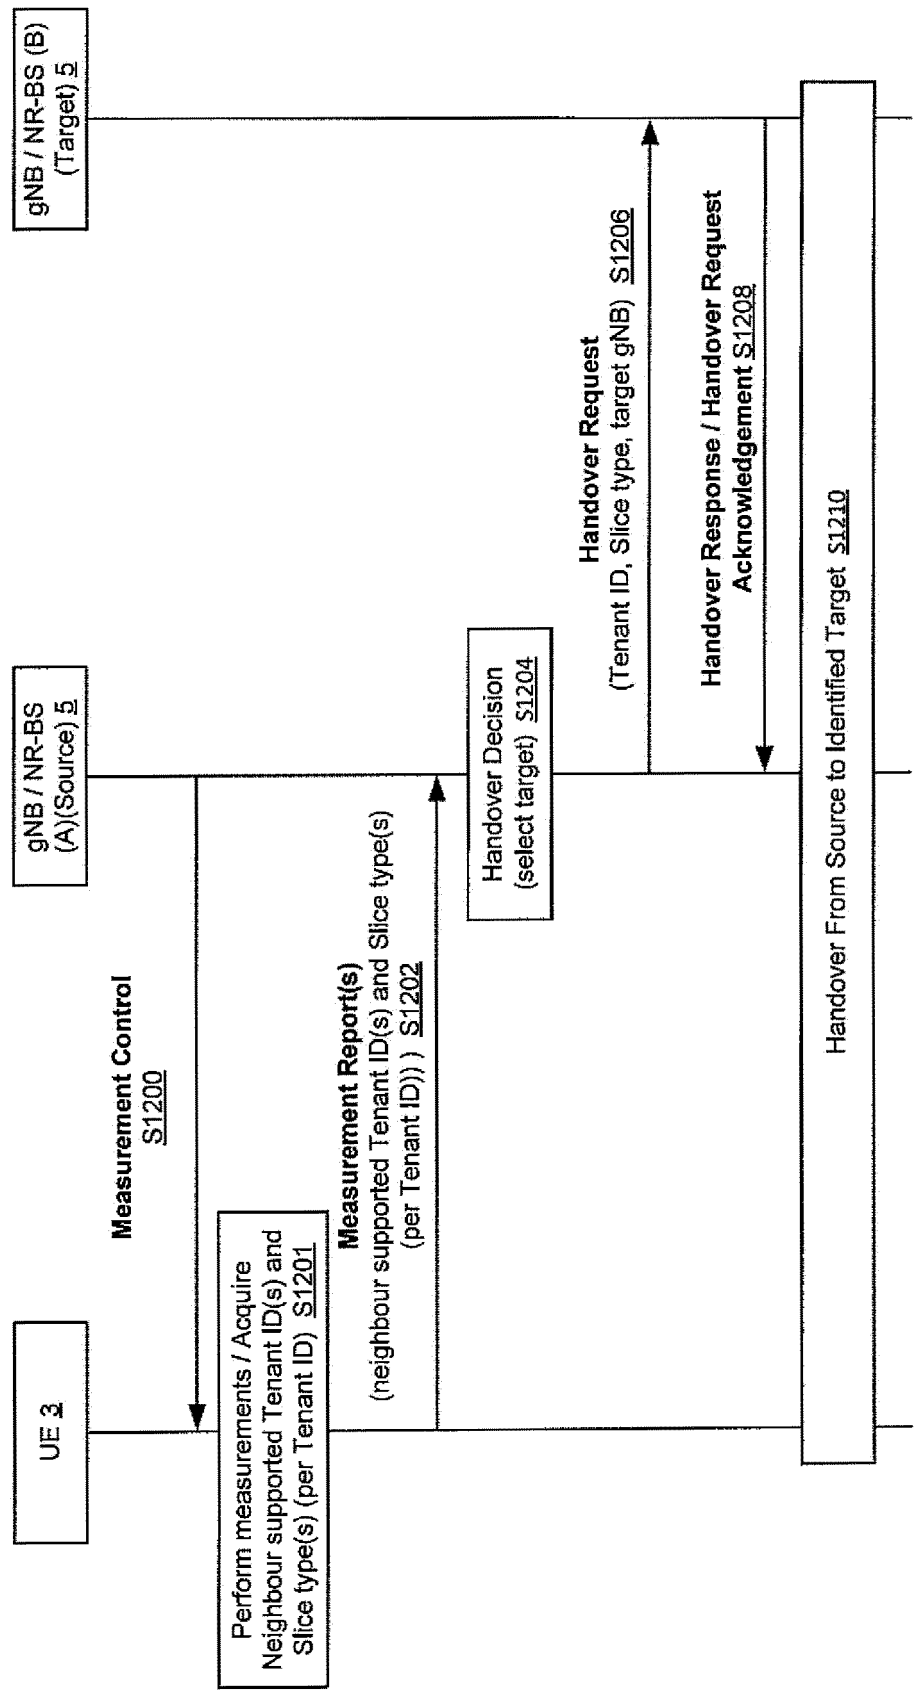 UE 3
gNB / NR-BS
(A)(Source) 5
gNB / NR-BS (B)
(Target) 5
Measurement Control
S1200
Perform measurements / Acquire
Neighbour supported Tenant ID(s) and
Slice type(s) (per Tenant ID) S1201
Measurement Report(s)
(neighbour supported Tenant ID(s) and Slice type(s)
(per Tenant ID)) ) S1202
Handover Decision
(select target) S1204
Handover Request
(Tenant ID, Slice type, target gNB) S1206
Handover Response / Handover Request
Acknowledgement S1208
Handover From Source to Identified Target S1210